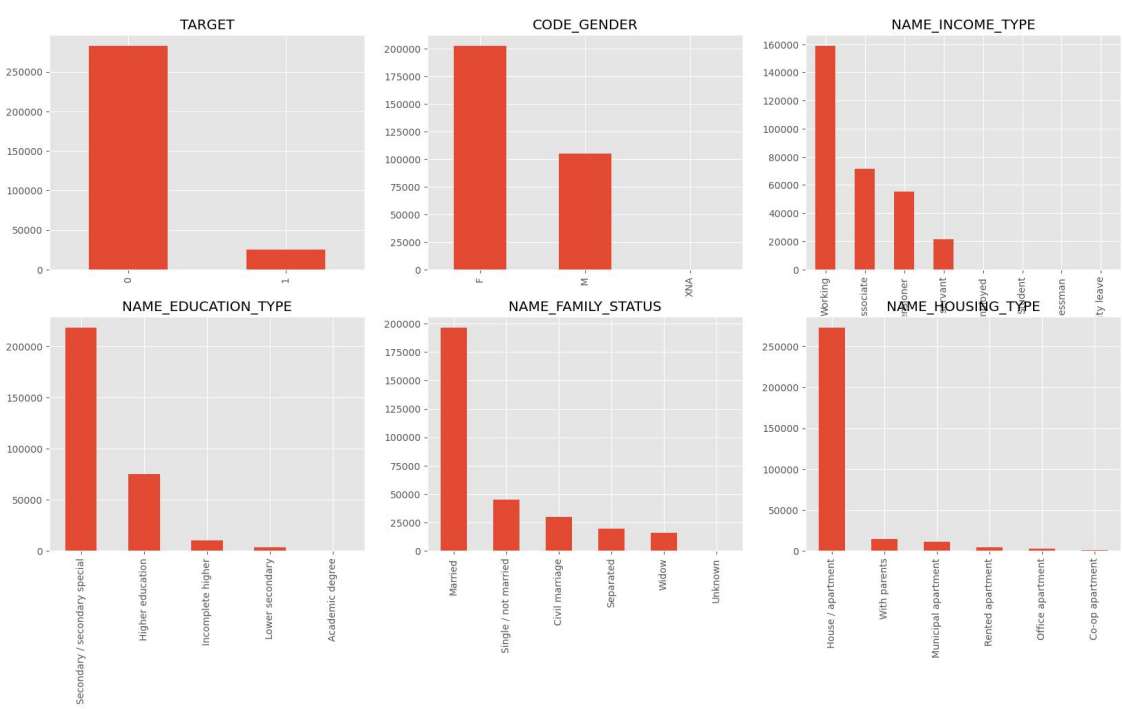 TARGET
250000
200000
150000
100000
50000
0
0
1
CODE_GENDER
200000
175000
150000
125000
100000
75000
50000
25000
0
F
M
XNA
NAME_INCOME_TYPE
160000
140000
120000
100000
80000
60000
40000
20000
0
Working
ssociate
servant
essman
ty leave
NAME_EDUCATION_TYPE
200000
150000
100000
50000
0
Secondary / secondary special
Higher education
Incomplete higher
Lower secondary
Academic degree
NAME_FAMILY_STATUS
200000
175000
150000
125000
100000
75000
50000
25000
0
Married
Single / not married
Civil marriage
Separated
Widow
Unknown
NAME_HOUSING_TYPE
250000
200000
150000
100000
50000
0
House / apartment
With parents
Municipal apartment
Rented apartment
Office apartment
Co-op apartment